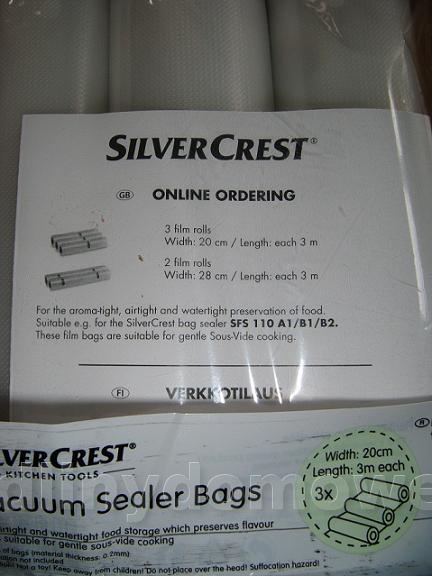 SILVERCREST®
GB ONLINE ORDERING
3 film rolls
Width: 20 cm / Length: each 3 m
2 film rolls
Width: 28 cm / Length: each 3 m
For the aroma-tight, airtight and watertight preservation of food.
Suitable e.g. for the SilverCrest bag sealer SFS 110 A1/B1/B2.
These film bags are suitable for gentle Sous-Vide cooking.
FI VERKKOTILAUS
LVERCREST®
KITCHEN TOOLS
acuum Sealer Bags
Width: 20cm
Length: 3m each
3x
irtight and watertight food storage which preserves flavour
suitable for gentle sous-vide cooking
of bags (material thickness: 0.2mm)
not included
not a toy! Keep away from children! Do not place over the head! Suffocation hazard!